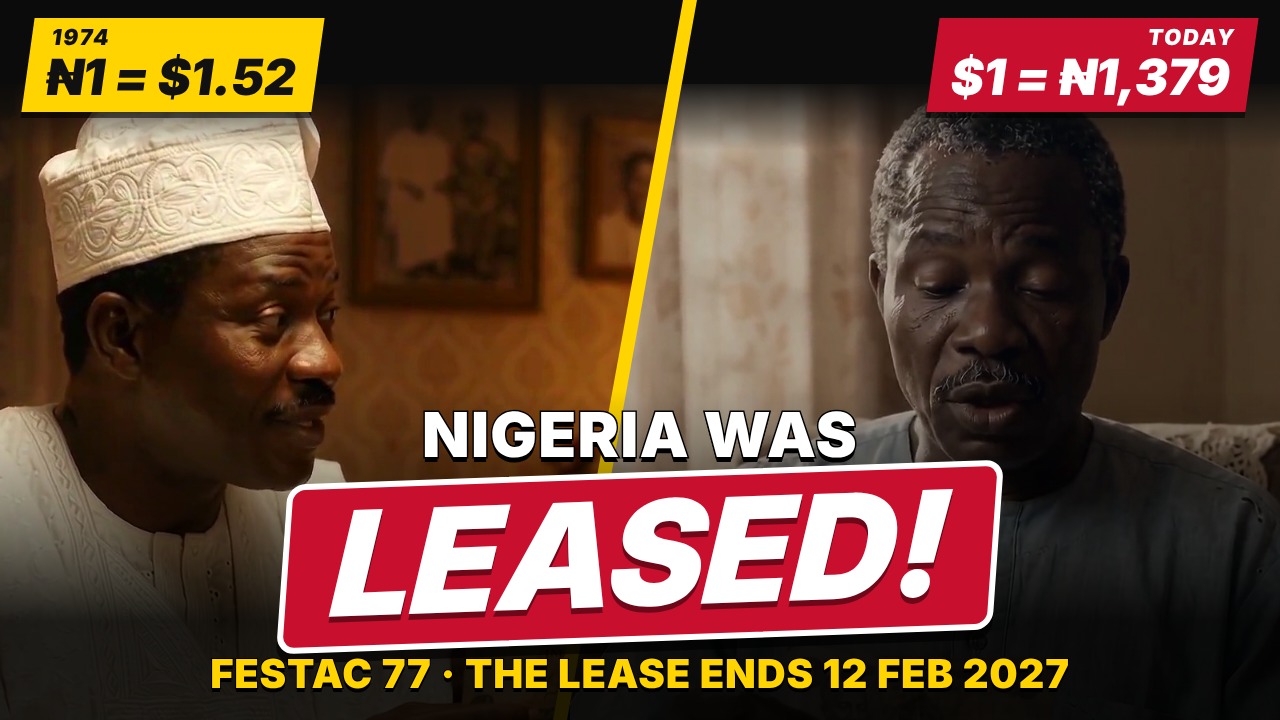 1974
₦1 = $1.52
TODAY
$1 = ₦1,379
NIGERIA WAS
LEASED!
FESTAC 77 · THE LEASE ENDS 12 FEB 2027